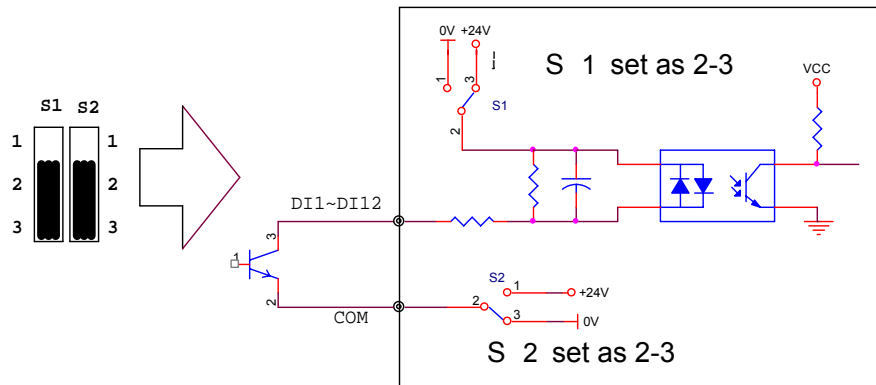 0V +24V
S 1 set as 2-3
VCC
1 3
S1
2
S1 S2
1 1
2 2
3 3
DI1~DI12
3
1
2
COM
S2
2 1 +24V
3 0V
S 2 set as 2-3